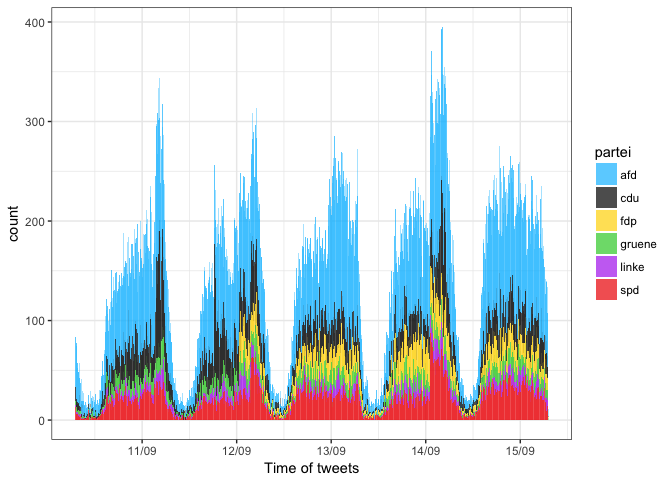 400
300
200
100
0
count
11/09
12/09
13/09
14/09
15/09
Time of tweets
partei
afd
cdu
fdp
gruene
linke
spd